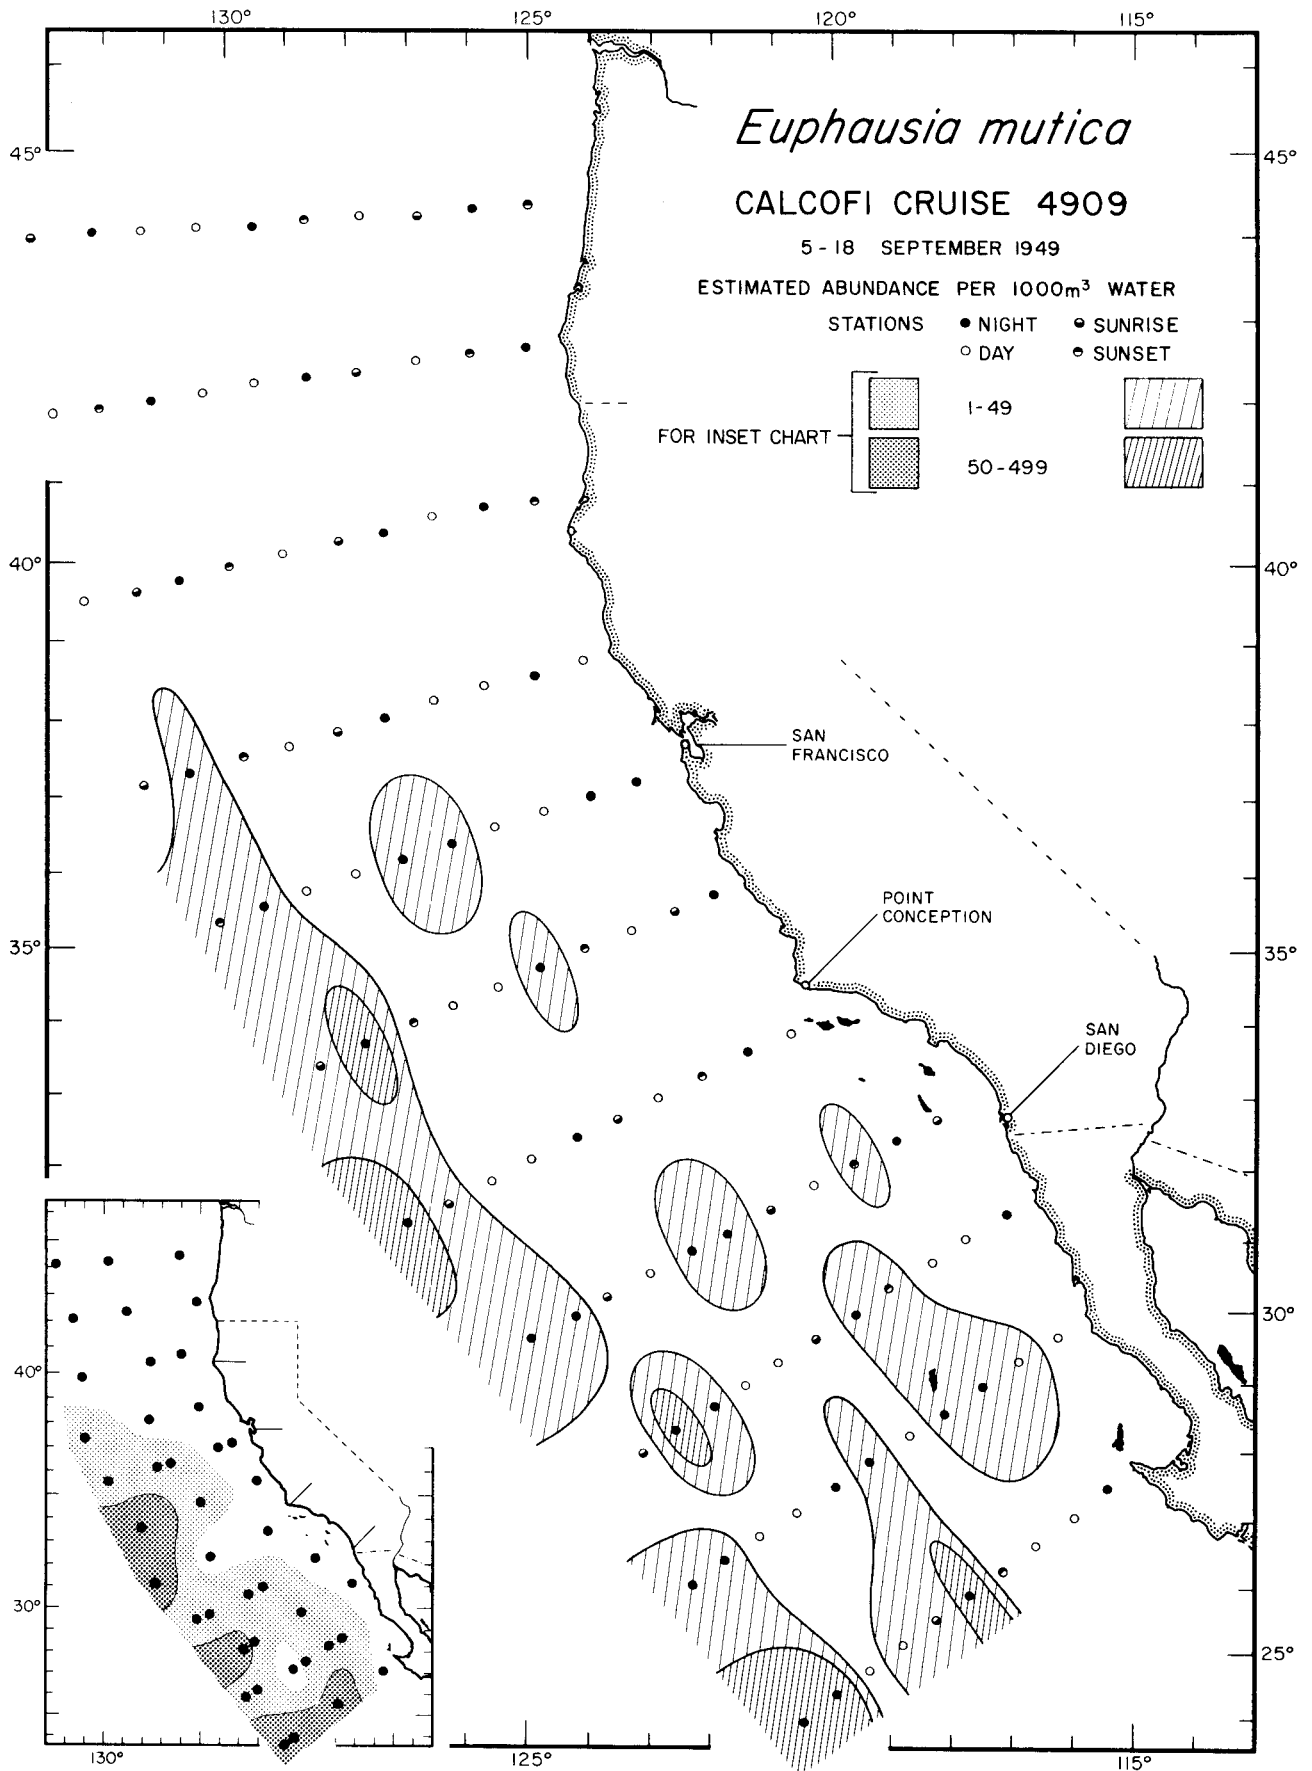 130° 125° 120° 115°
Euphausia mutica
45° 45°
CALCOFI CRUISE 4909
5-18 SEPTEMBER 1949
ESTIMATED ABUNDANCE PER 1000m³ WATER
STATIONS NIGHT SUNRISE
DAY SUNSET
1-49
FOR INSET CHART
50-499
40° 40°
SAN
FRANCISCO
POINT
CONCEPTION
35° 35°
SAN
DIEGO
30°
40°
30°
25°
130° 125° 115°